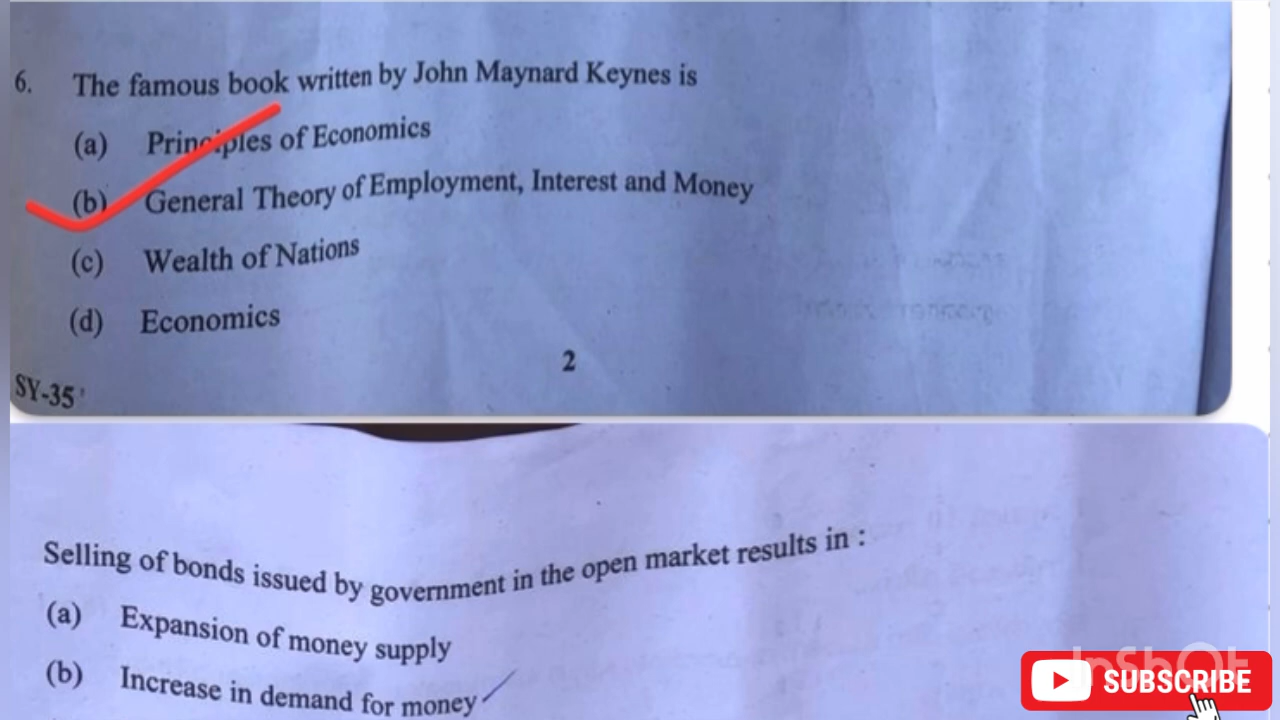 6. The famous book written by John Maynard Keynes is
(a) Principles of Economics
(b) General Theory of Employment, Interest and Money
(c) Wealth of Nations
(d) Economics
2
SY-35
Selling of bonds issued by government in the open market results in :
(a) Expansion of money supply
(b) Increase in demand for money
InShOt
SUBSCRIBE